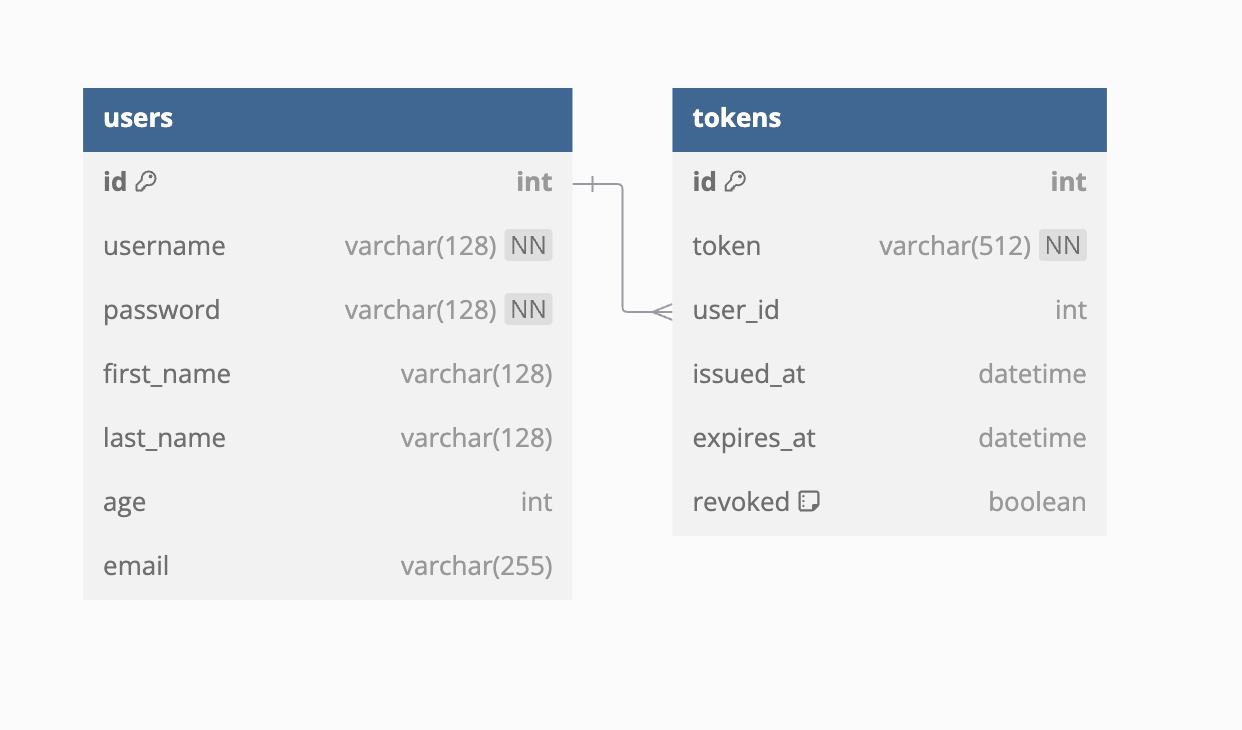 users
id int
username varchar(128) NN
password varchar(128) NN
first_name varchar(128)
last_name varchar(128)
age int
email varchar(255)
tokens
id int
token varchar(512) NN
user_id int
issued_at datetime
expires_at datetime
revoked boolean